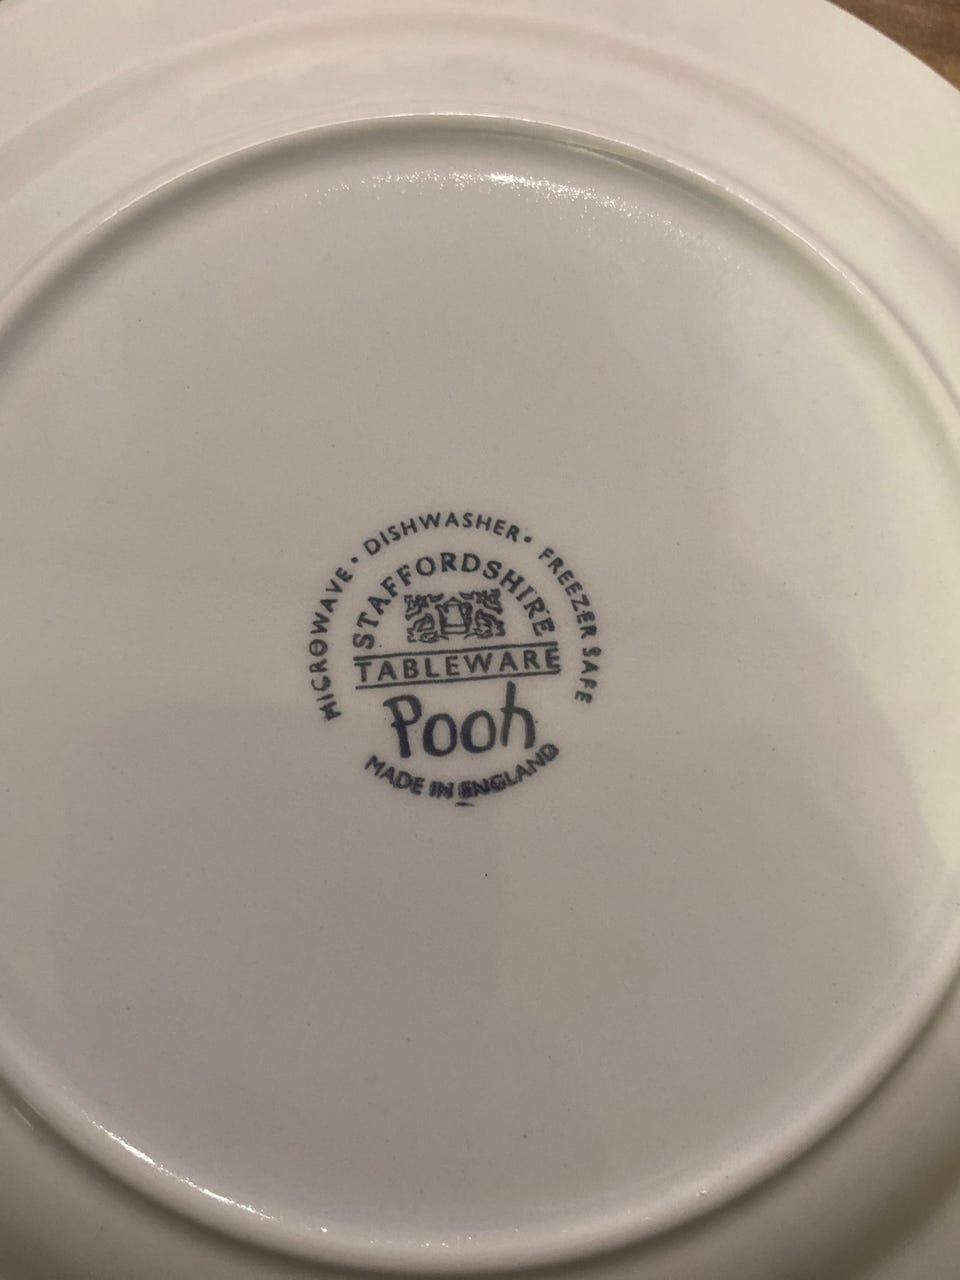 MICROWAVE • DISHWASHER • FREEZER SAFE
STAFFORDSHIRE
TABLEWARE
Pooh
MADE IN ENGLAND